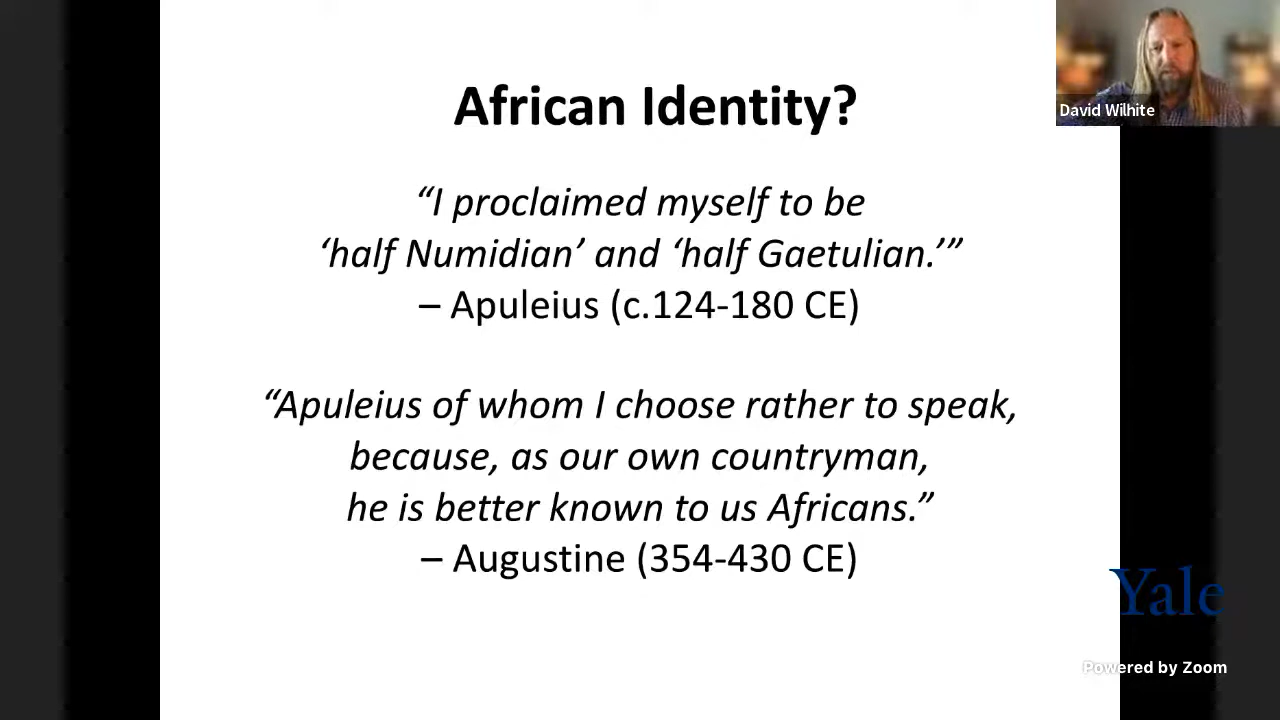 African Identity?
“I proclaimed myself to be
‘half Numidian’ and ‘half Gaetulian.’”
– Apuleius (c.124-180 CE)
“Apuleius of whom I choose rather to speak,
because, as our own countryman,
he is better known to us Africans.”
– Augustine (354-430 CE)
David Wilhite
Yale
Powered by Zoom